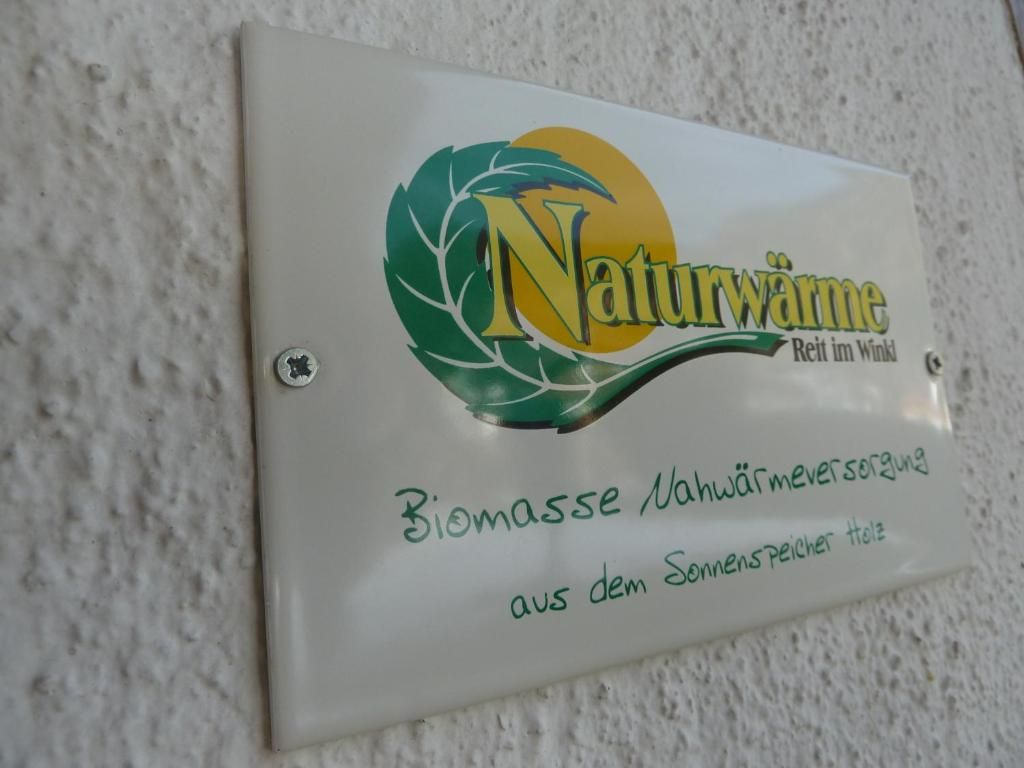 Naturwärme
Reit im Winkl
Biomasse Nahwärmeversorgung
aus dem Sonnenspeicher Holz